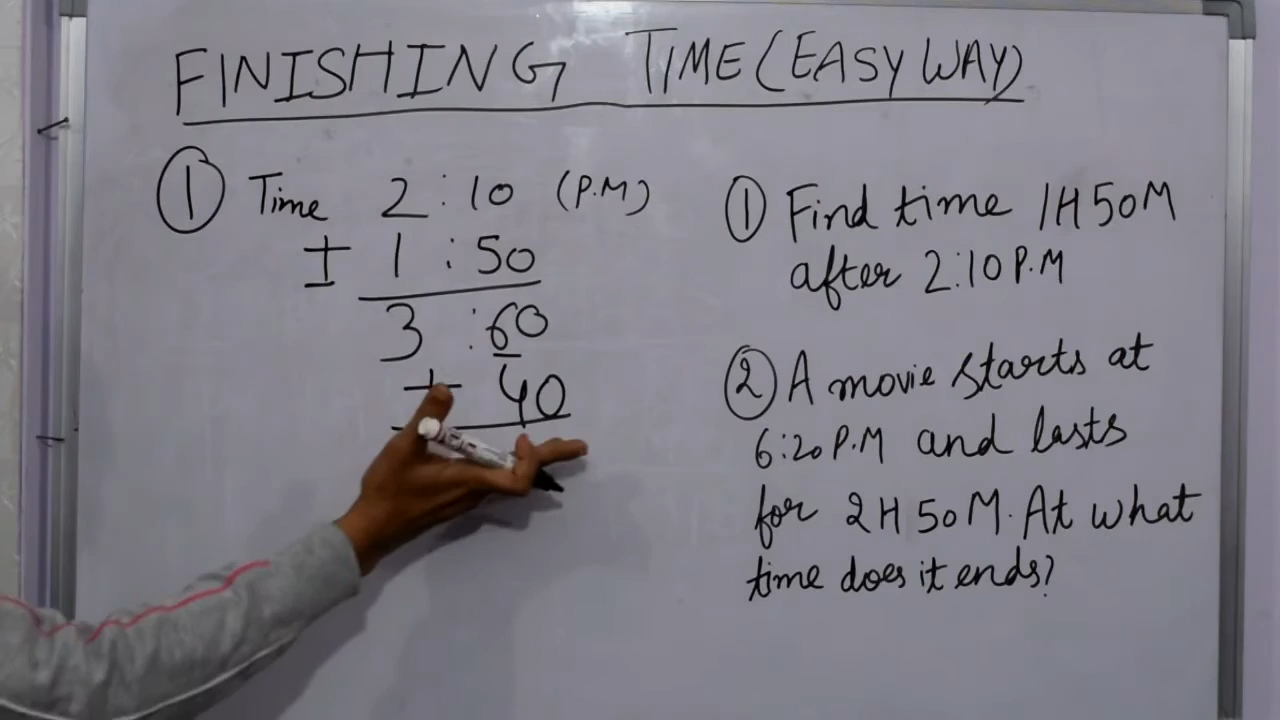 FINISHING TIME (EASY WAY)
① Time 2:10 (P.M)
± 1:50
3:60
+ 40
① Find time 1H 50M
after 2:10 P.M
② A movie starts at
6:20 P.M and lasts
for 2H 50M. At what
time does it ends?